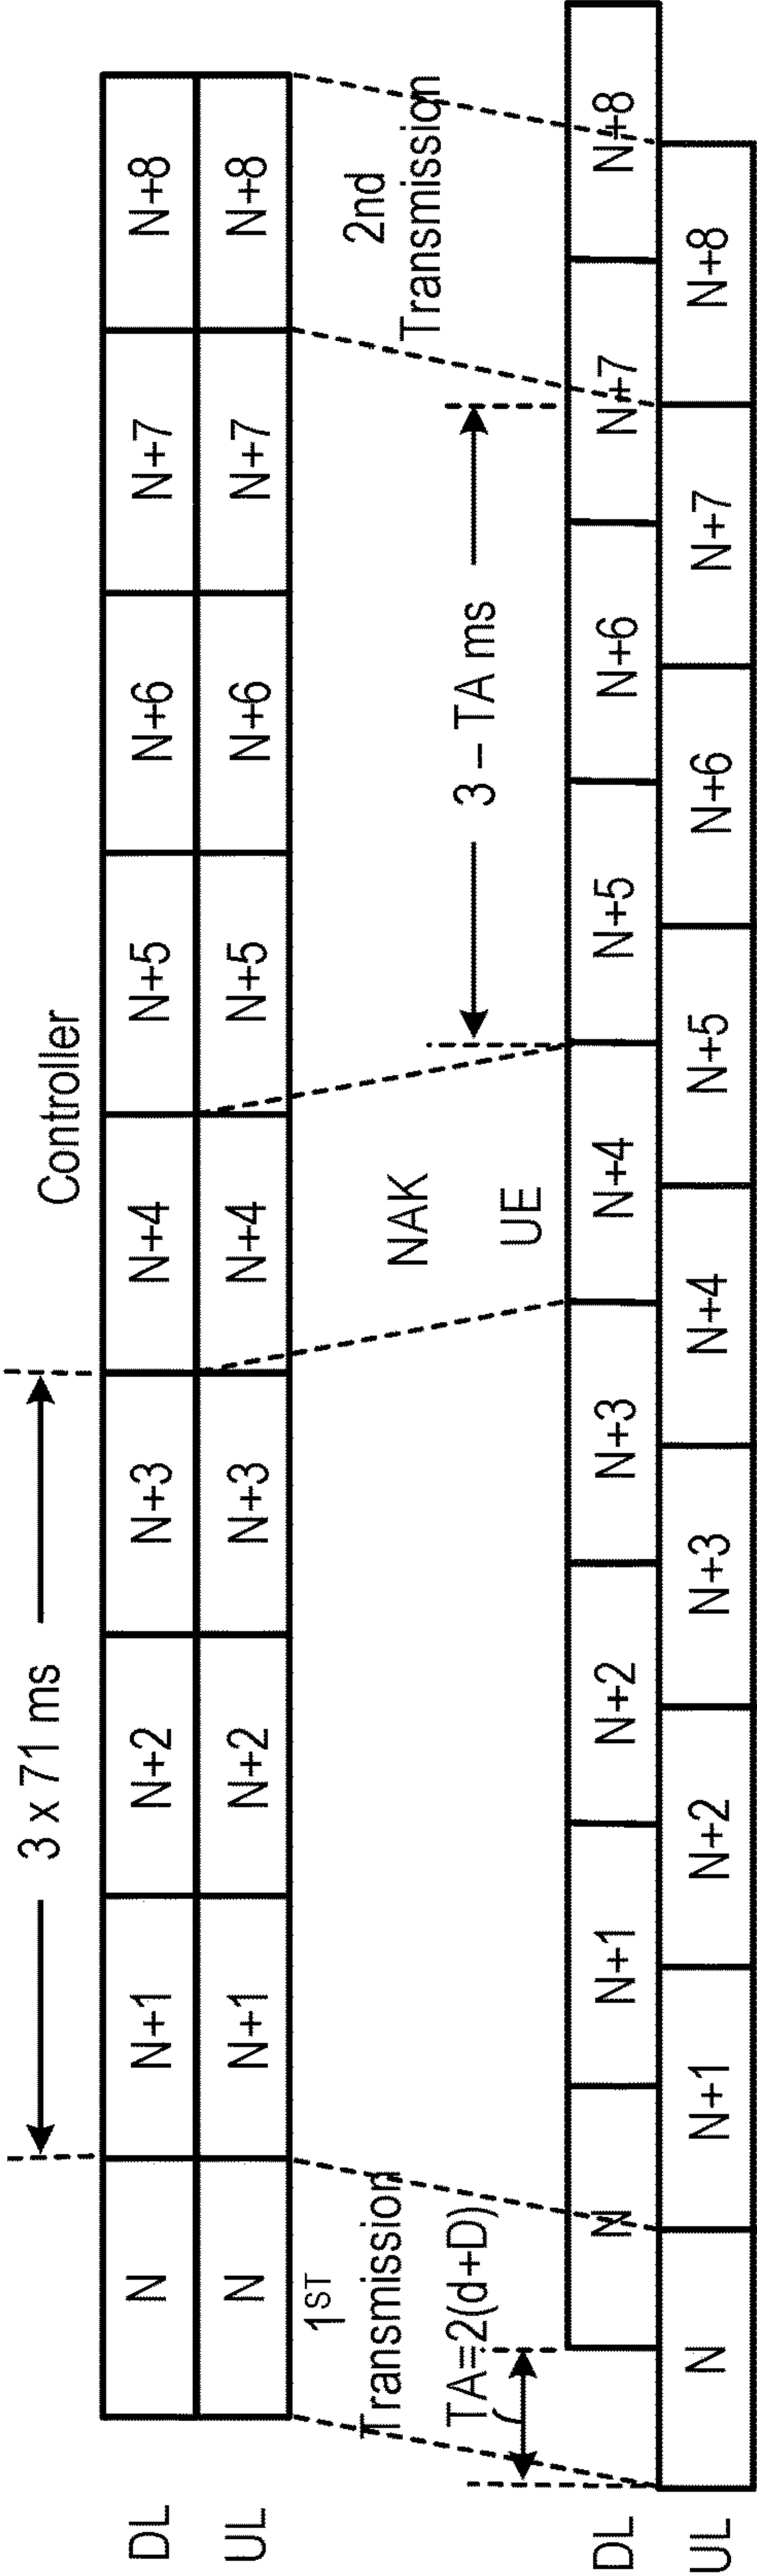 3 x 71 ms
Controller
DL N N+1 N+2 N+3 N+4 N+5 N+6 N+7 N+8
UL N N+1 N+2 N+3 N+4 N+5 N+6 N+7 N+8
1ST
Transmission
NAK
2nd
Transmission
TA=2(d+D)
3 – TA ms
UE
DL N N+1 N+2 N+3 N+4 N+5 N+6 N+7 N+8
UL N N+1 N+2 N+3 N+4 N+5 N+6 N+7 N+8